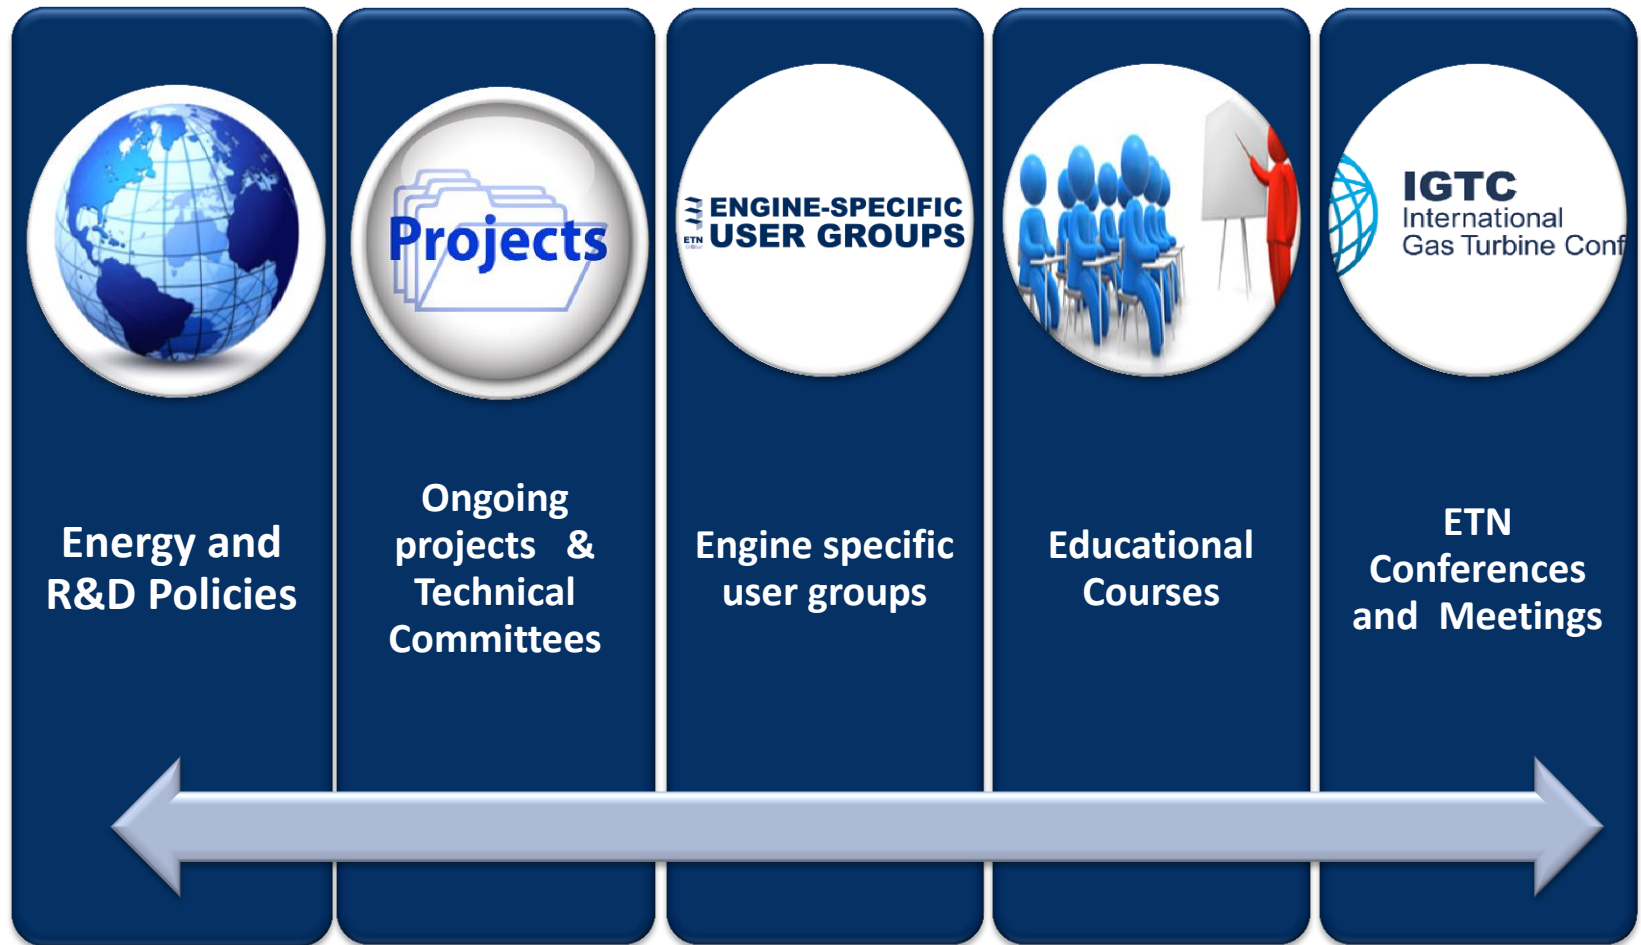 Projects
ETN
ENGINE-SPECIFIC
USER GROUPS
IGTC
International
Gas Turbine Conf
Energy and
R&D Policies
Ongoing
projects & 
Technical
Committees
Engine specific
user groups
Educational
Courses
ETN
Conferences
and Meetings